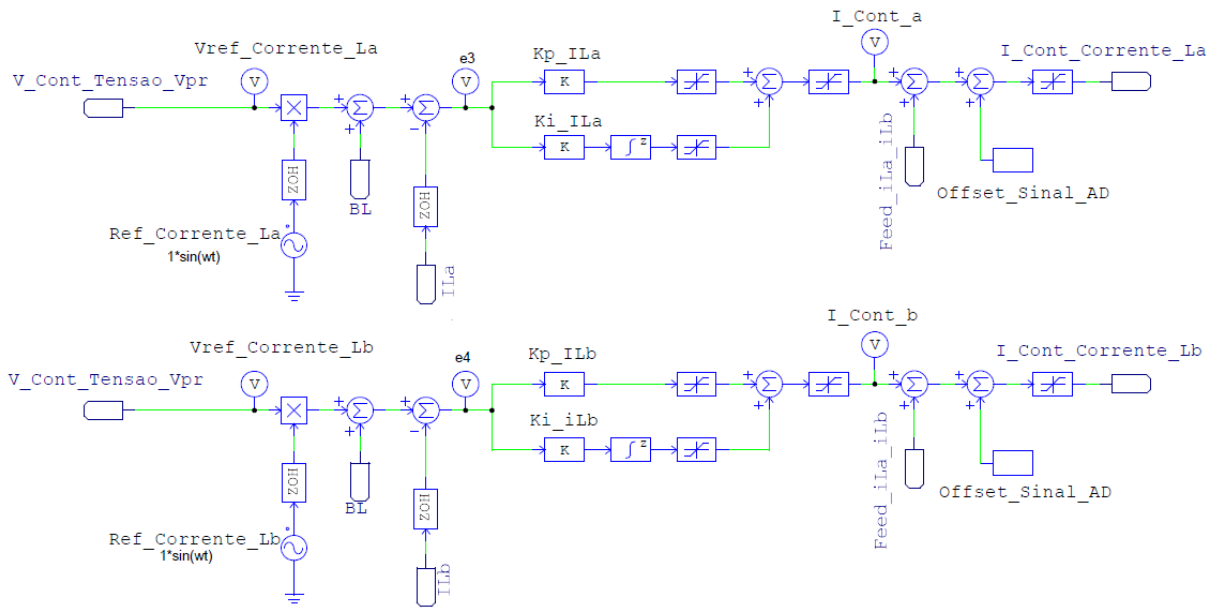 I_Cont_a
Vref_Corrente_La
e3
Kp_ILa
I_Cont_Corrente_La
V_Cont_Tensao_Vpr
V
V
V
K
Σ
Σ
Σ
Σ
Σ
Ki_ILa
K
∫ z
ZOH
BL
ZOH
Feed_iLa_iLb
Offset_Sinal_AD
Ref_Corrente_La
1*sin(wt)
ILa
I_Cont_b
Vref_Corrente_Lb
e4
Kp_ILb
I_Cont_Corrente_Lb
V_Cont_Tensao_Vpr
V
V
V
K
Σ
Σ
Σ
Σ
Σ
Ki_iLb
K
∫ z
ZOH
BL
ZOH
Feed_iLa_iLb
Offset_Sinal_AD
Ref_Corrente_Lb
1*sin(wt)
ILb